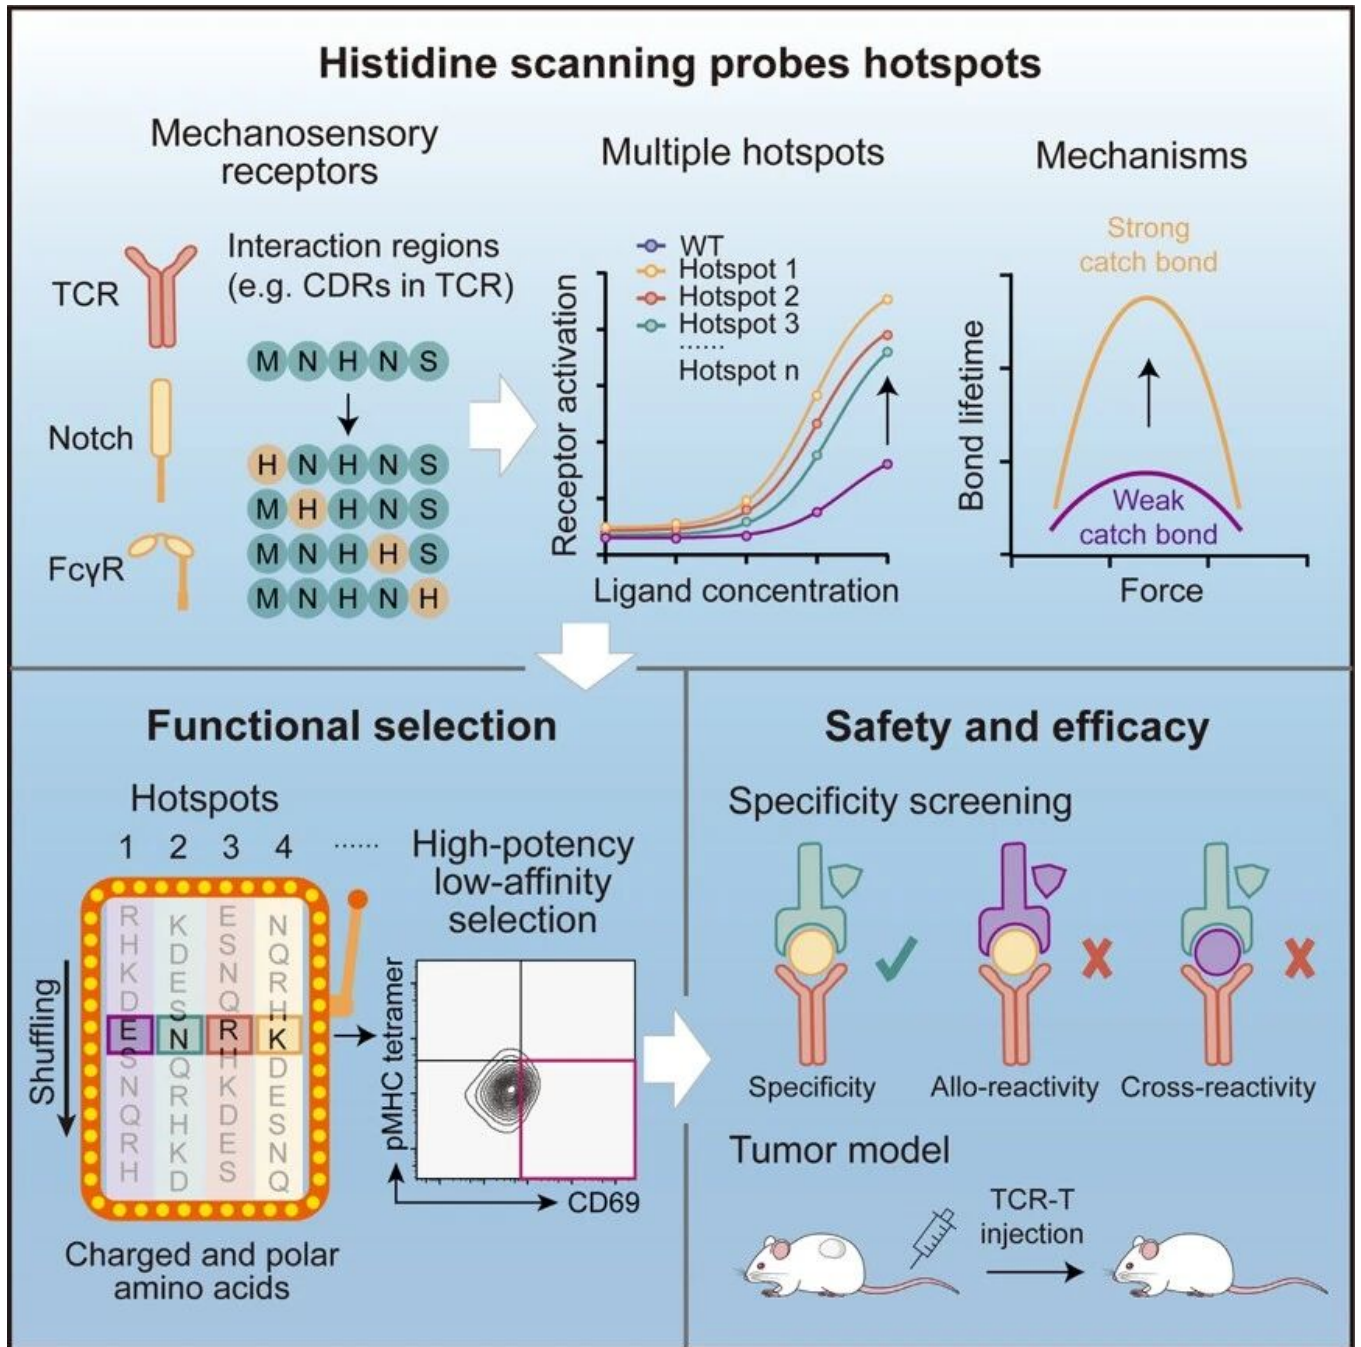 Histidine scanning probes hotspots
Mechanosensory
receptors
TCR
Notch
FcγR
Interaction regions
(e.g. CDRs in TCR)
M N H N S
H N H N S
M H H N S
M N H H S
M N H N H
Multiple hotspots
WT
Hotspot 1
Hotspot 2
Hotspot 3
......
Hotspot n
Receptor activation
Ligand concentration
Mechanisms
Strong
catch bond
Weak
catch bond
Bond lifetime
Force
Functional selection
Hotspots
1 2 3 4 ......
Shuffling
R
H
K
D
E
S
N
Q
R
H
K
D
E
S
N
Q
R
H
K
D
E
S
N
Q
R
H
K
D
E
S
N
Q
R
H
K
D
E
S
N
Q
Charged and polar
amino acids
High-potency
low-affinity
selection
pMHC tetramer
CD69
Safety and efficacy
Specificity screening
Specificity
Allo-reactivity
Cross-reactivity
Tumor model
TCR-T
injection